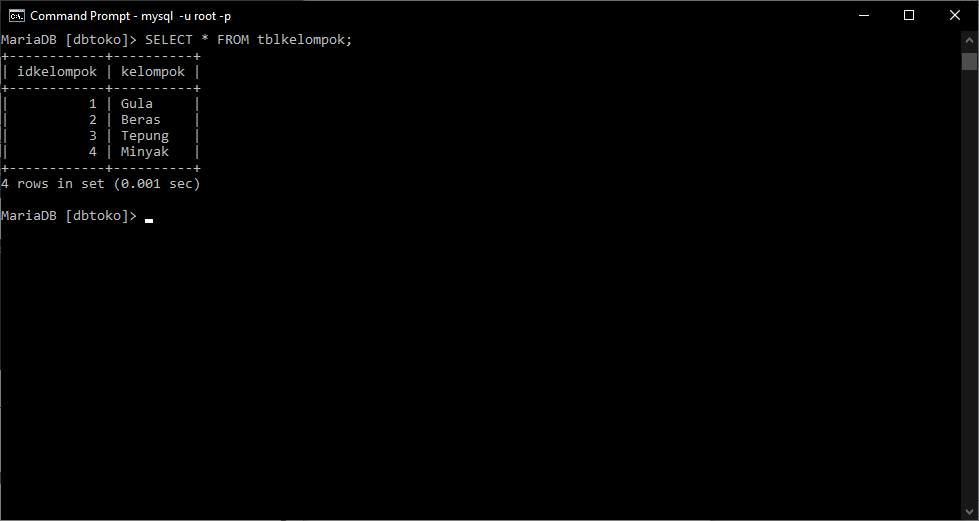 Command Prompt - mysql  -u root -p
MariaDB [dbtoko]> SELECT * FROM tblkelompok;
+------------+----------+
| idkelompok | kelompok |
+------------+----------+
|          1 | Gula     |
|          2 | Beras    |
|          3 | Tepung   |
|          4 | Minyak   |
+------------+----------+
4 rows in set (0.001 sec)
MariaDB [dbtoko]> _